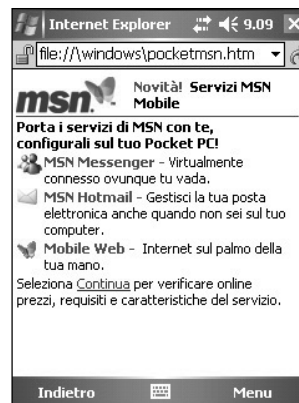 Internet Explorer 9.09
file://\windows\pocketmsn.htm
msn
Novità! Servizi MSN
Mobile
Porta i servizi di MSN con te,
configurali sul tuo Pocket PC!
MSN Messenger - Virtualmente
connesso ovunque tu vada.
MSN Hotmail - Gestisci la tua posta
elettronica anche quando non sei sul tuo
computer.
Mobile Web - Internet sul palmo della
tua mano.
Seleziona Continua per verificare online
prezzi, requisiti e caratteristiche del servizio.
Indietro Menu